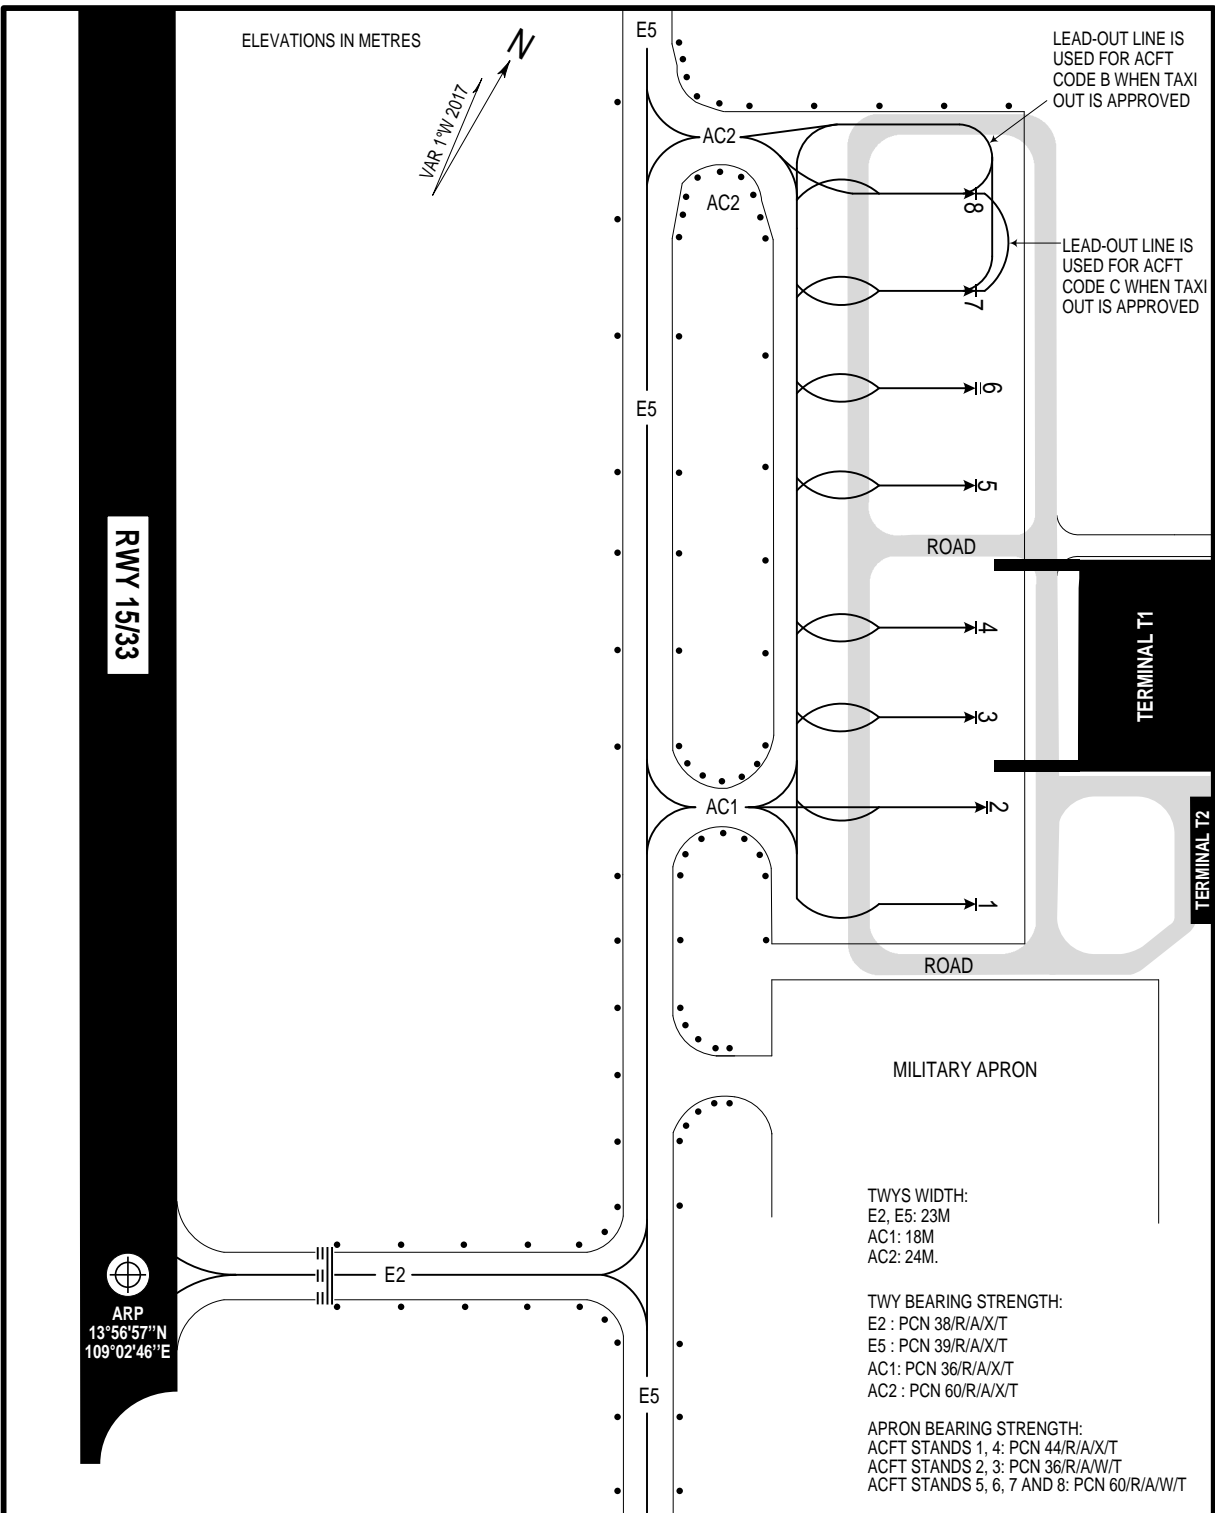 E5
ELEVATIONS IN METRES
N
VAR 1°W 2017
LEAD-OUT LINE IS
USED FOR ACFT
CODE B WHEN TAXI
OUT IS APPROVED
AC2
AC2
8
LEAD-OUT LINE IS
USED FOR ACFT
CODE C WHEN TAXI
OUT IS APPROVED
7
6
E5
5
ROAD
RWY 15/33
4
TERMINAL T1
3
AC1
2
TERMINAL T2
1
ROAD
MILITARY APRON
TWYS WIDTH:
E2, E5: 23M
AC1: 18M
AC2: 24M.
E2
ARP
13°56'57''N
109°02'46''E
TWY BEARING STRENGTH:
E2 : PCN 38/R/A/X/T
E5 : PCN 39/R/A/X/T
AC1: PCN 36/R/A/X/T
AC2 : PCN 60/R/A/X/T
E5
APRON BEARING STRENGTH:
ACFT STANDS 1, 4: PCN 44/R/A/X/T
ACFT STANDS 2, 3: PCN 36/R/A/W/T
ACFT STANDS 5, 6, 7 AND 8: PCN 60/R/A/W/T